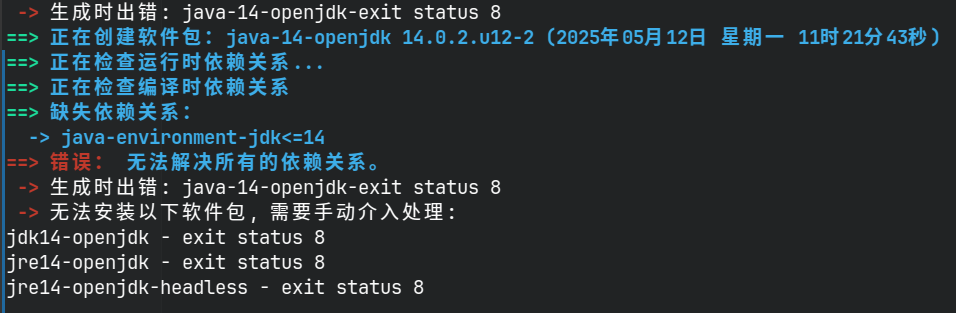 -> 生成时出错: java-14-openjdk-exit status 8
==> 正在创建软件包: java-14-openjdk 14.0.2.u12-2 (2025年05月12日 星期一 11时21分43秒)
==> 正在检查运行时依赖关系...
==> 正在检查编译时依赖关系
==> 缺失依赖关系:
-> java-environment-jdk<=14
==> 错误: 无法解决所有的依赖关系。
-> 生成时出错: java-14-openjdk-exit status 8
-> 无法安装以下软件包, 需要手动介入处理:
jdk14-openjdk - exit status 8
jre14-openjdk - exit status 8
jre14-openjdk-headless - exit status 8